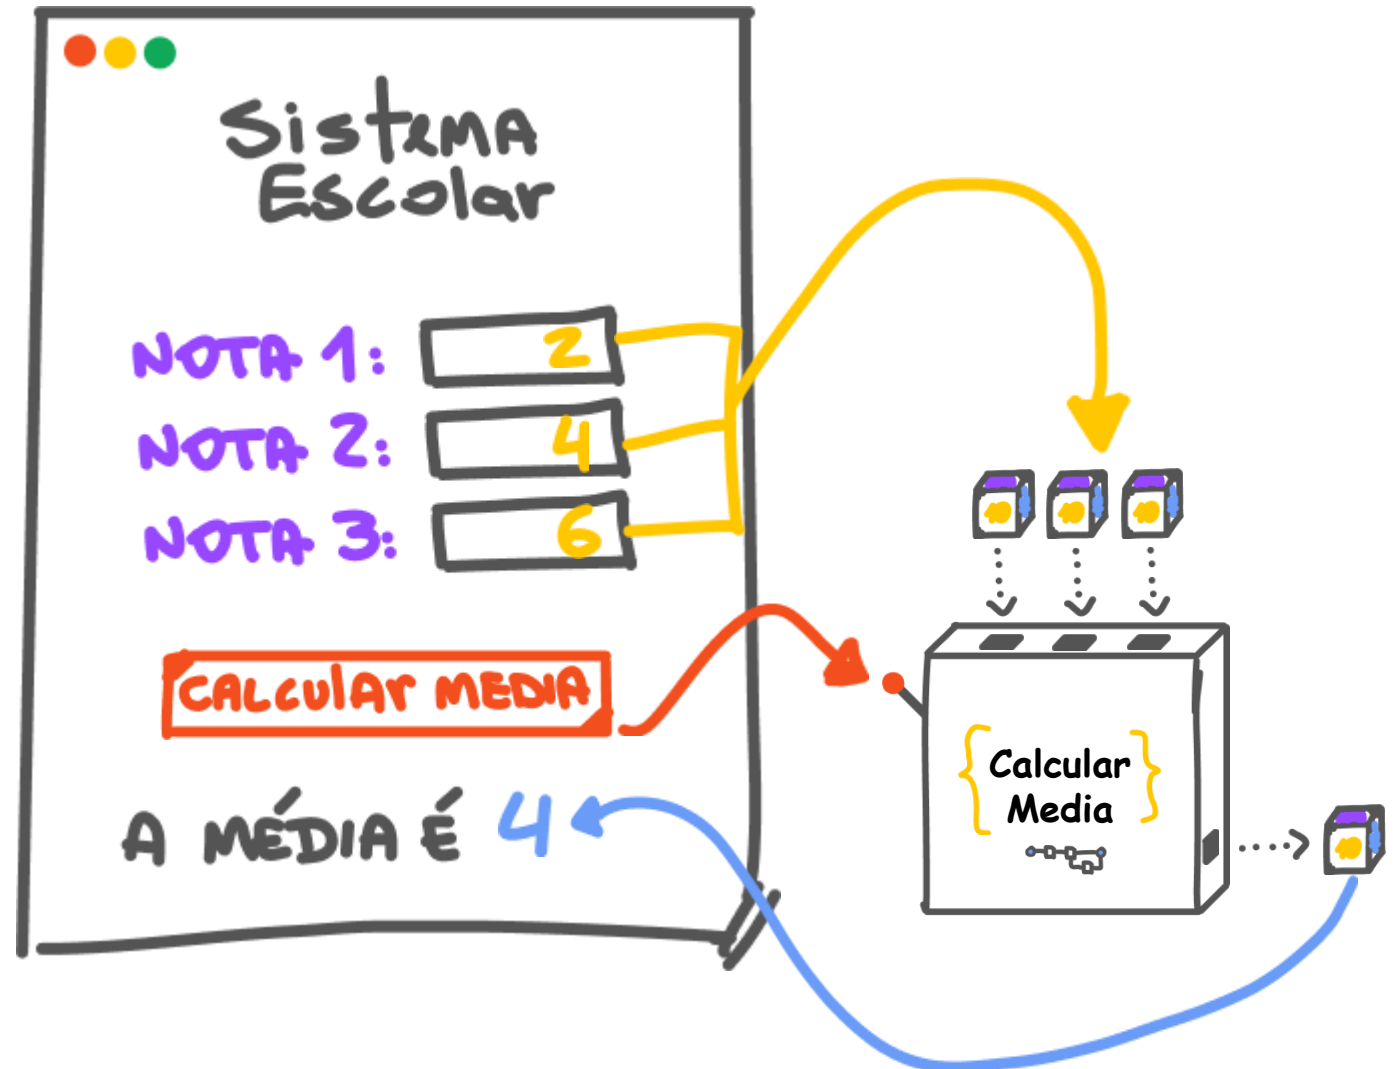 Sistema
Escolar
NOTA 1: 2
NOTA 2: 4
NOTA 3: 6
CALCULAR MEDIA
A MÉDIA É 4
{ Calcular
Media }